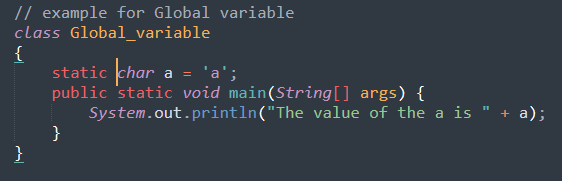 // example for Global variable
class Global_variable
{
    static char a = 'a';
    public static void main(String[] args) {
        System.out.println("The value of the a is " + a);
    }
}